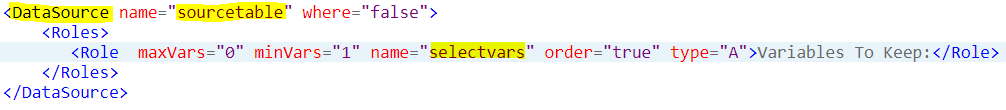 <DataSource name="sourcetable" where="false">
<Roles>
<Role maxVars="0" minVars="1" name="selectvars" order="true" type="A">Variables To Keep:</Role>
</Roles>
</DataSource>